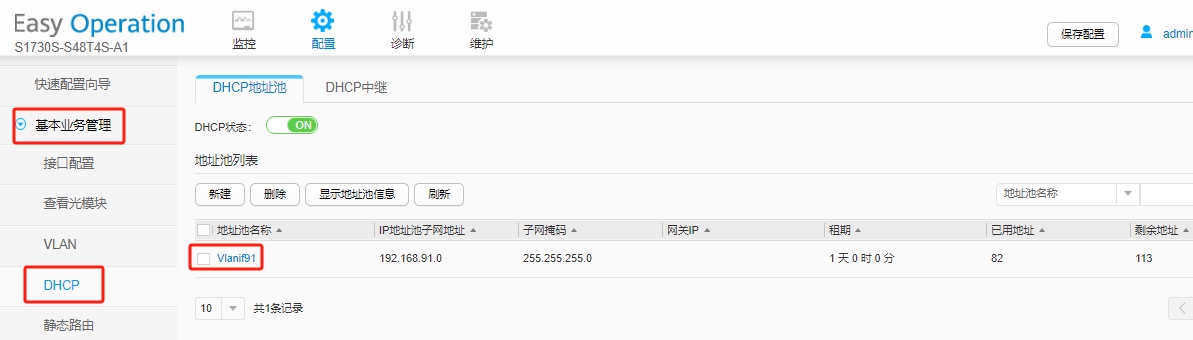 Easy Operation
S1730S-S48T4S-A1
监控
配置
诊断
维护
保存配置
admin
快速配置向导
基本业务管理
接口配置
查看光模块
VLAN
DHCP
静态路由
DHCP地址池 DHCP中继
DHCP状态： ON
地址池列表
新建 删除 显示地址池信息 刷新 地址池名称
地址池名称 IP地址池子网地址 子网掩码 网关IP 租期 已用地址 剩余地址
Vlanif91 192.168.91.0 255.255.255.0 1 天 0 时 0 分 82 113
10 共1条记录